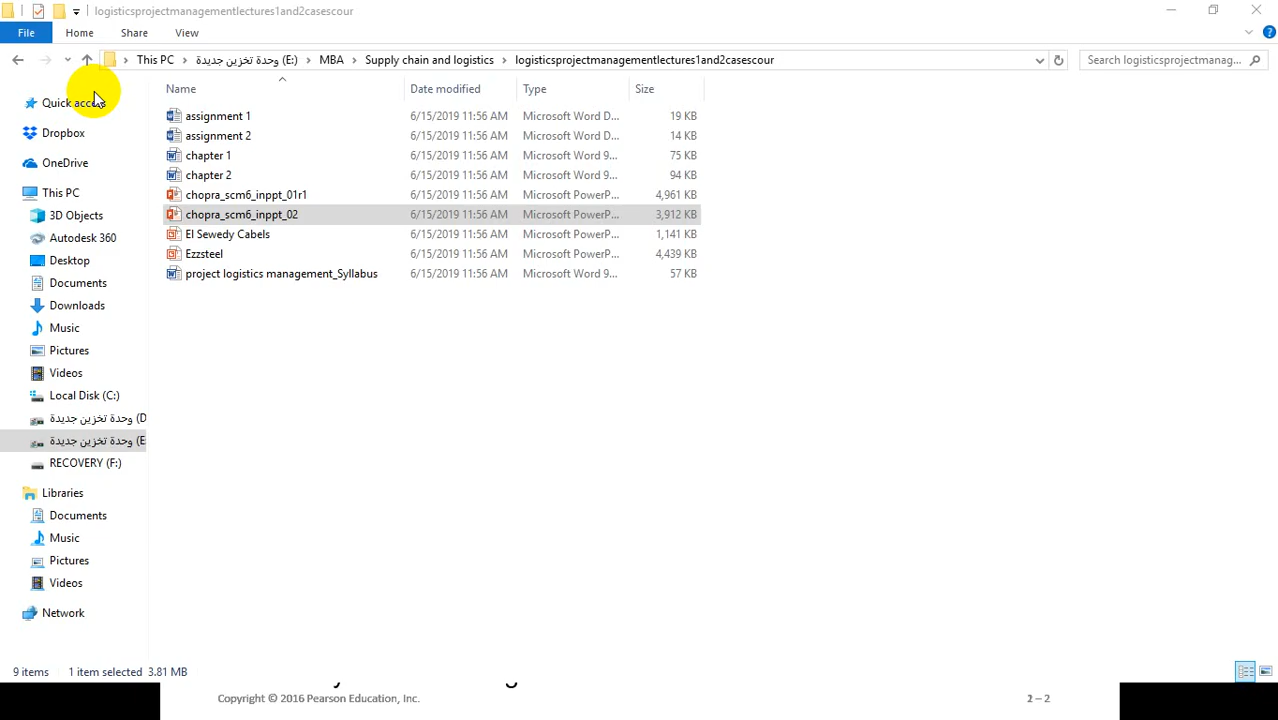 logisticsprojectmanagementlectures1and2casescour
File Home Share View
This PC وحدة تخزين جديدة (E:) MBA Supply chain and logistics logisticsprojectmanagementlectures1and2casescour Search logisticsprojectmanag...
Name Date modified Type Size
Quick access
Dropbox
OneDrive
This PC
3D Objects
Autodesk 360
Desktop
Documents
Downloads
Music
Pictures
Videos
Local Disk (C:)
وحدة تخزين جديدة (D
وحدة تخزين جديدة (E
RECOVERY (F:)
Libraries
Documents
Music
Pictures
Videos
Network
assignment 1 6/15/2019 11:56 AM Microsoft Word D... 19 KB
assignment 2 6/15/2019 11:56 AM Microsoft Word D... 14 KB
chapter 1 6/15/2019 11:56 AM Microsoft Word 9... 75 KB
chapter 2 6/15/2019 11:56 AM Microsoft Word 9... 94 KB
chopra_scm6_inppt_01r1 6/15/2019 11:56 AM Microsoft PowerP... 4,961 KB
chopra_scm6_inppt_02 6/15/2019 11:56 AM Microsoft PowerP... 3,912 KB
El Sewedy Cabels 6/15/2019 11:56 AM Microsoft PowerP... 1,141 KB
Ezzsteel 6/15/2019 11:56 AM Microsoft PowerP... 4,439 KB
project logistics management_Syllabus 6/15/2019 11:56 AM Microsoft Word 9... 57 KB
9 items 1 item selected 3.81 MB
Copyright © 2016 Pearson Education, Inc. 2 – 2